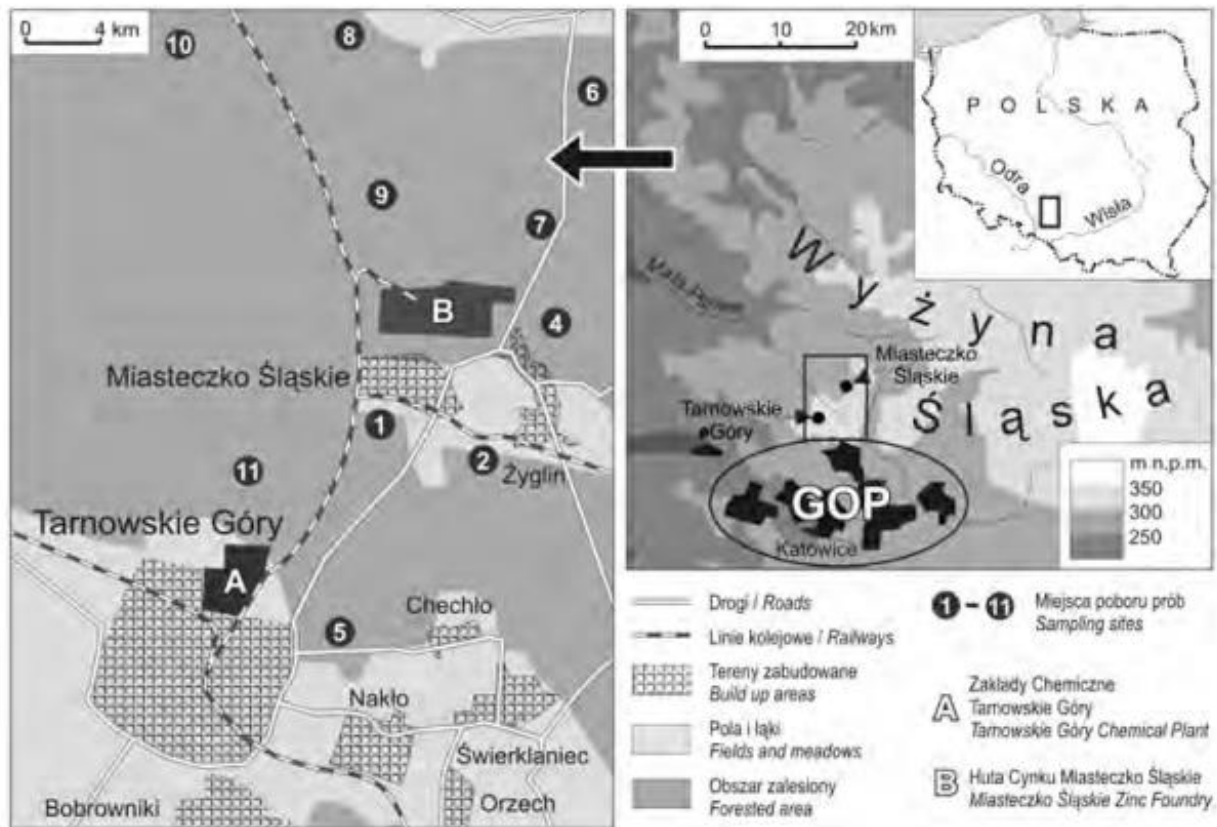 0 4 km
10
8
6
9
7
B
4
Miasteczko Śląskie
1
2
Żyglin
11
Tarnowskie Góry
A
Chechło
5
Nakło
Świerklaniec
Bobrowniki
Orzech
0 10 20 km
POLSKA
Odra
Wisła
Mała Panew
Wyżyna
Śląska
Miasteczko
Śląskie
Tarnowskie
Góry
GOP
Katowice
m n.p.m.
350
300
250
Drogi / Roads
Linie kolejowe / Railways
Tereny zabudowane
Build up areas
Pola i łąki
Fields and meadows
Obszar zalesiony
Forested area
1 - 11
Miejsca poboru prób
Sampling sites
A
Zakłady Chemiczne
Tarnowskie Góry
Tarnowskie Góry Chemical Plant
B
Huta Cynku Miasteczko Śląskie
Miasteczko Śląskie Zinc Foundry